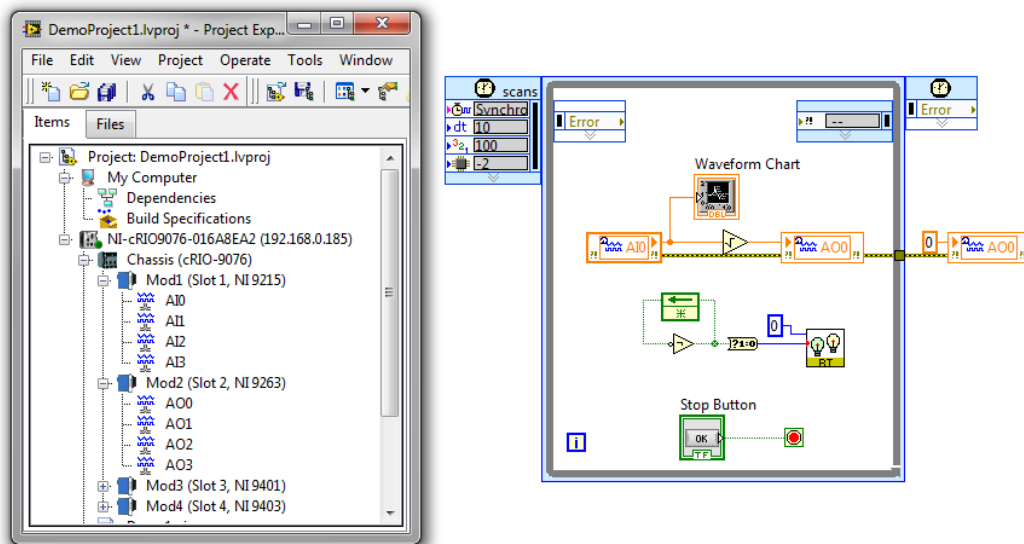 DemoProject1.lvproj * - Project Exp...
File Edit View Project Operate Tools Window
Items Files
Project: DemoProject1.lvproj
My Computer
Dependencies
Build Specifications
NI-cRIO9076-016A8EA2 (192.168.0.185)
Chassis (cRIO-9076)
Mod1 (Slot 1, NI 9215)
AI0
AI1
AI2
AI3
Mod2 (Slot 2, NI 9263)
AO0
AO1
AO2
AO3
Mod3 (Slot 3, NI 9401)
Mod4 (Slot 4, NI 9403)
scans
Synchro
dt 10
321 100
-2
Error
--
Error
Waveform Chart
DBL
AI0
AO0
0
AO0
0
?1:0
RT
Stop Button
OK
TF
i